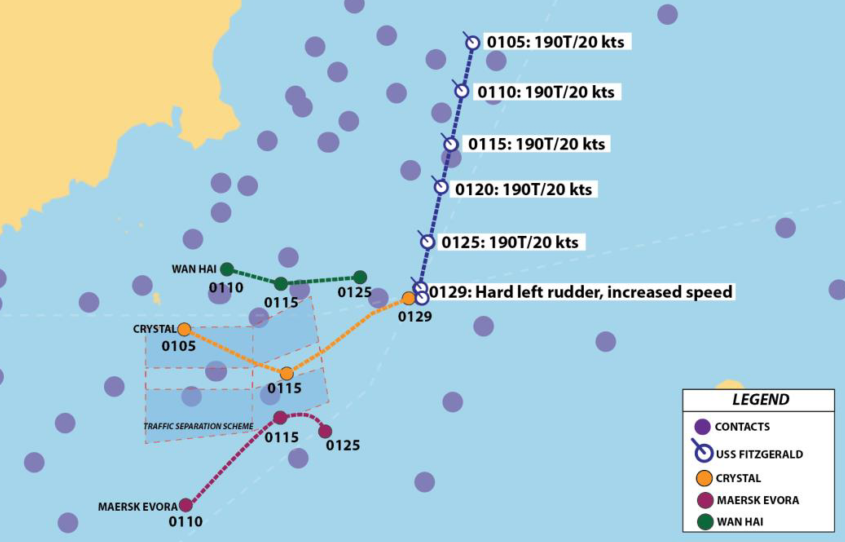 0105: 190T/20 kts
0110: 190T/20 kts
0115: 190T/20 kts
0120: 190T/20 kts
0125: 190T/20 kts
0129: Hard left rudder, increased speed
0129
WAN HAI
0110
0115
0125
CRYSTAL
0105
0115
TRAFFIC SEPARATION SCHEME
0115
0125
MAERSK EVORA
0110
LEGEND
CONTACTS
USS FITZGERALD
CRYSTAL
MAERSK EVORA
WAN HAI